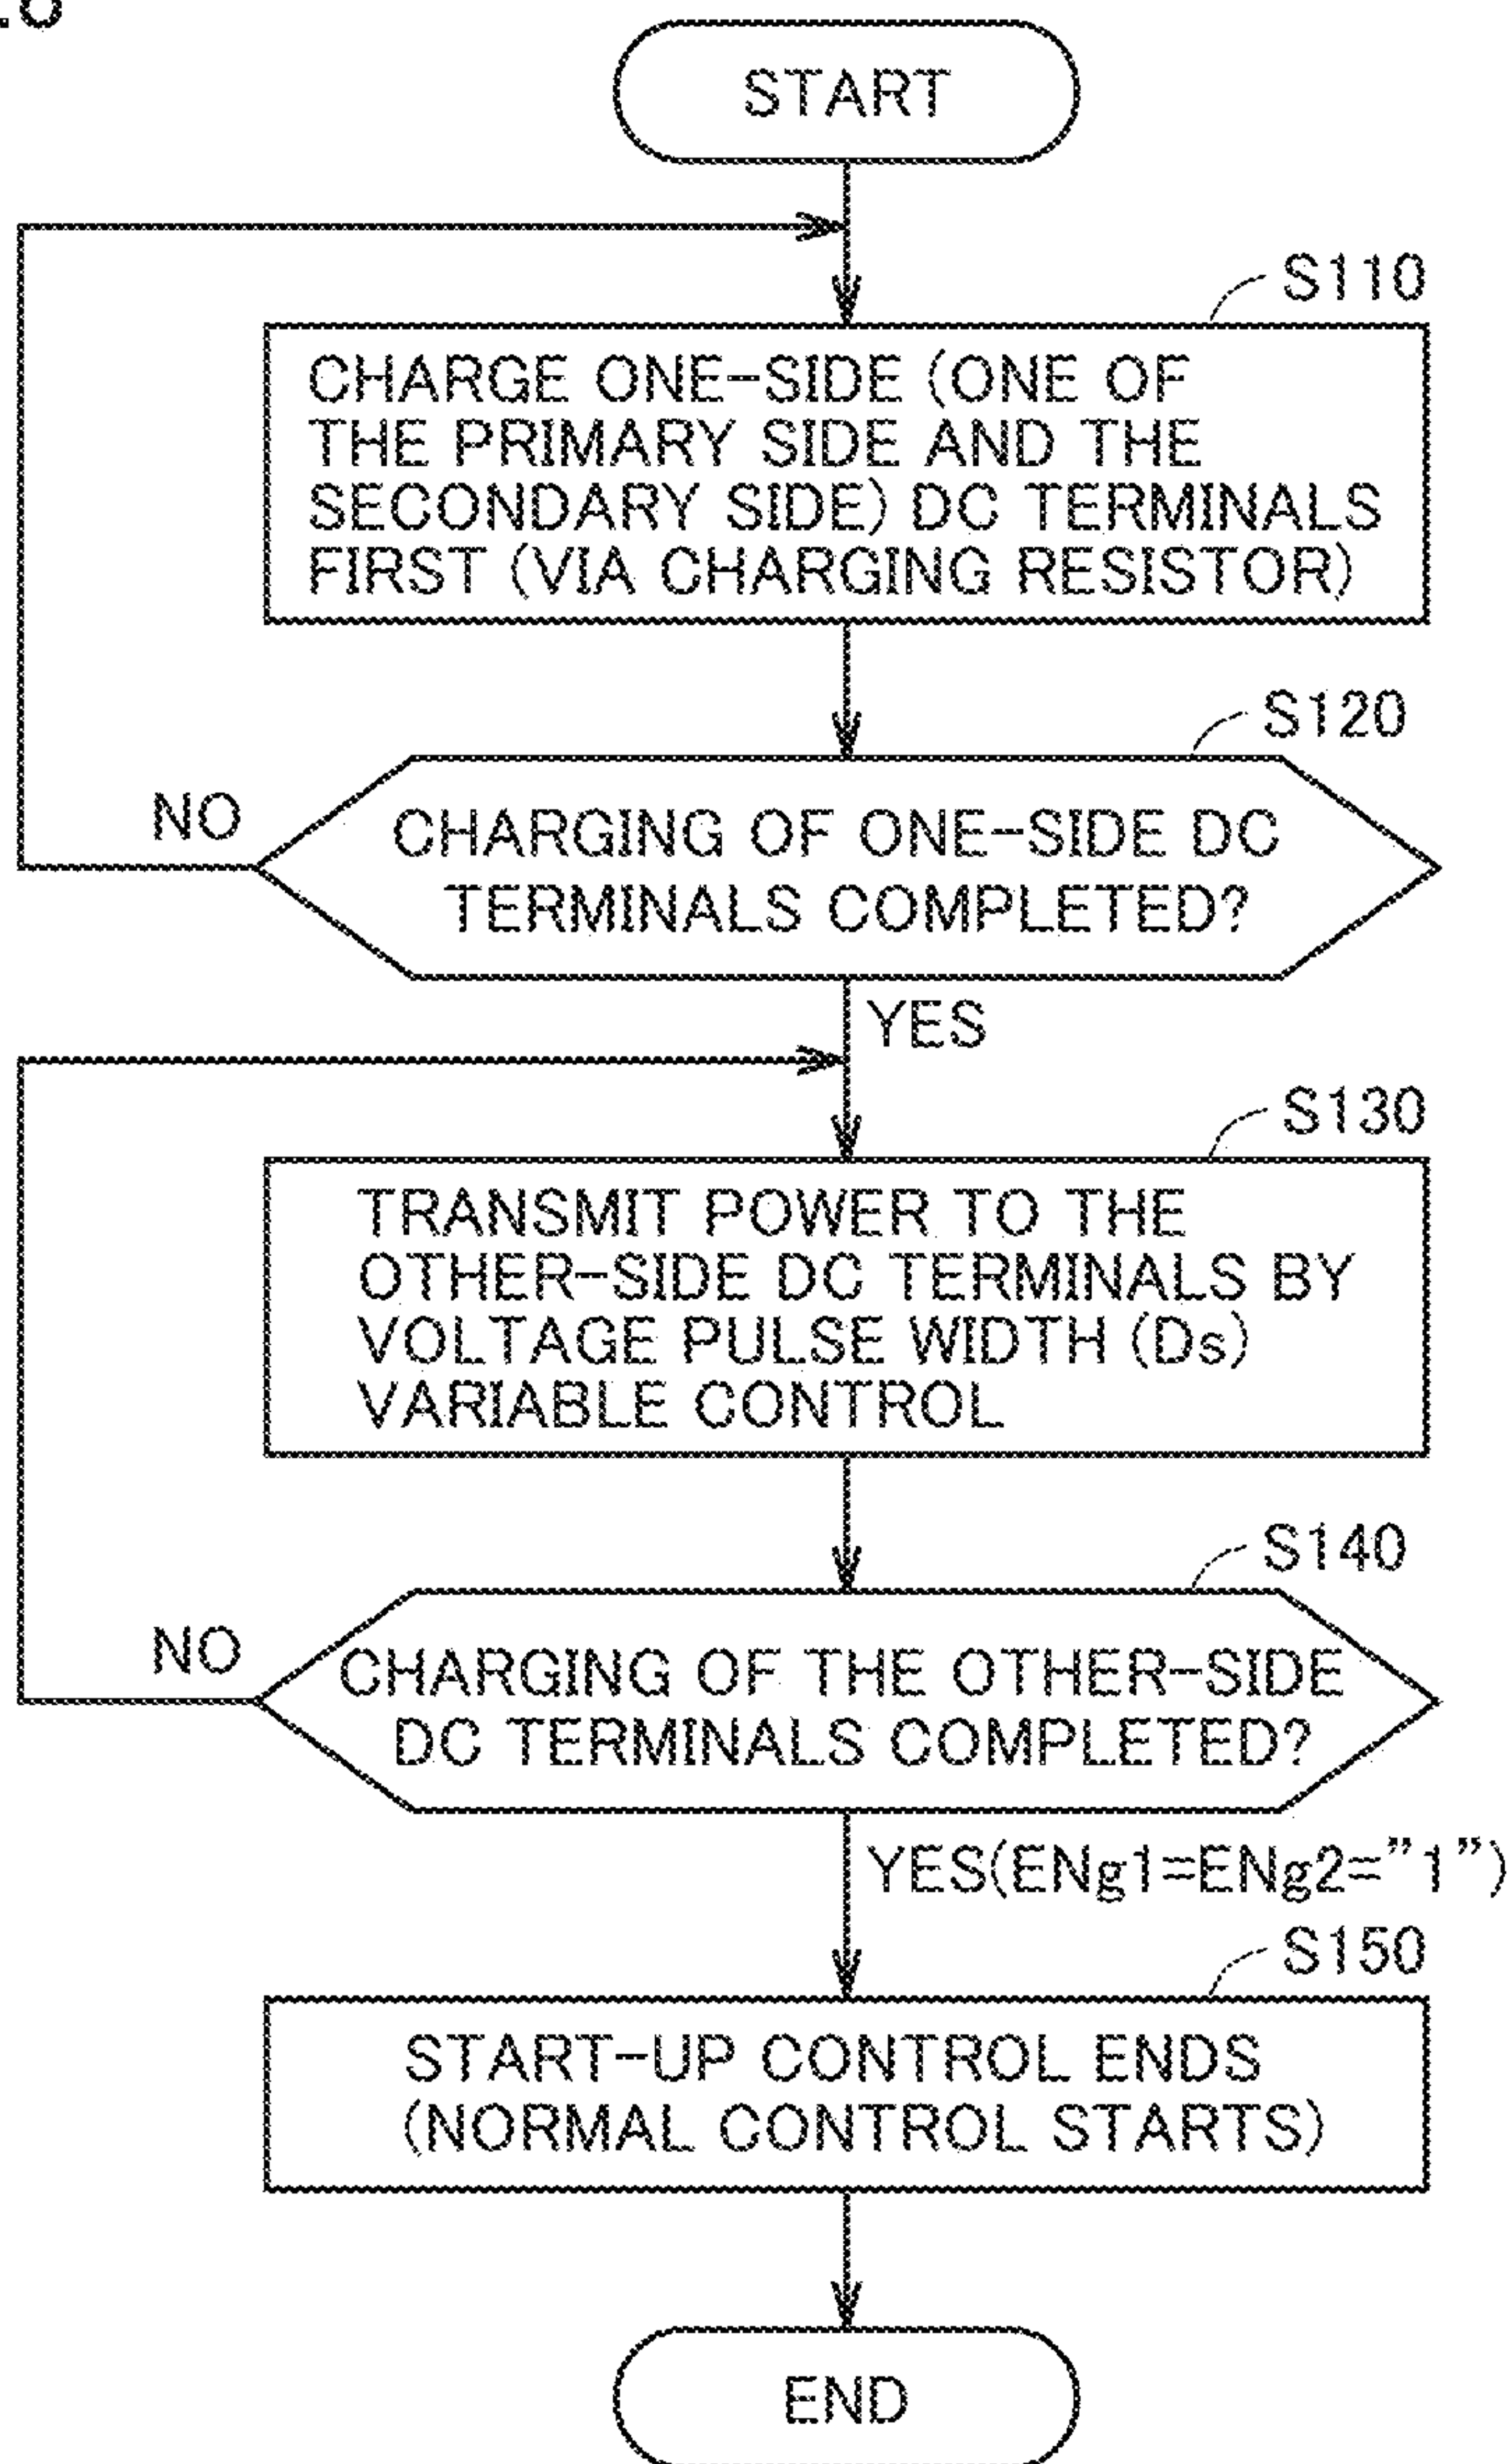 START
S110
CHARGE ONE-SIDE (ONE OF
THE PRIMARY SIDE AND THE
SECONDARY SIDE) DC TERMINALS
FIRST (VIA CHARGING RESISTOR)
S120
NO
CHARGING OF ONE-SIDE DC
TERMINALS COMPLETED?
YES
S130
TRANSMIT POWER TO THE
OTHER-SIDE DC TERMINALS BY
VOLTAGE PULSE WIDTH (Ds)
VARIABLE CONTROL
S140
NO
CHARGING OF THE OTHER-SIDE
DC TERMINALS COMPLETED?
YES(ENg1=ENg2=”1”)
S150
START-UP CONTROL ENDS
(NORMAL CONTROL STARTS)
END